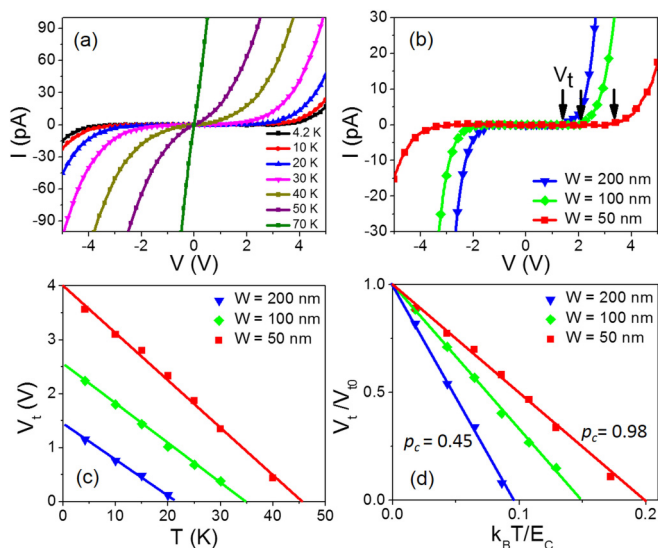 (a)
I (pA)
90
60
30
0
-30
-60
-90
-4 -2 0 2 4
V (V)
4.2 K
10 K
20 K
30 K
40 K
50 K
70 K
(b)
I (pA)
30
20
10
0
-10
-20
-30
-4 -2 0 2 4
V (V)
Vt
W = 200 nm
W = 100 nm
W = 50 nm
(c)
Vt (V)
4
3
2
1
0
0 10 20 30 40 50
T (K)
W = 200 nm
W = 100 nm
W = 50 nm
(d)
Vt/Vt0
1.0
0.5
0.0
0.0 0.1 0.2
kBT/EC
W = 200 nm
W = 100 nm
W = 50 nm
pc = 0.45
pc = 0.98